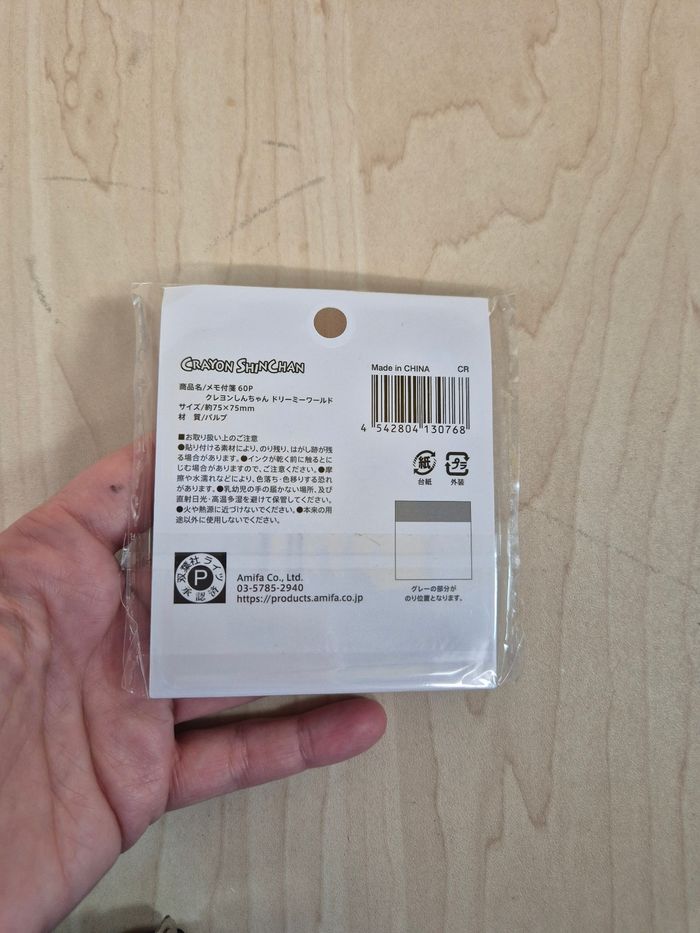 CRAYON SHINCHAN
商品名/メモ付箋 60P
クレヨンしんちゃん ドリーミーワールド
サイズ/約75×75mm
材　質/パルプ
■お取り扱い上のご注意
●貼り付ける素材により、のり残り、はがし跡が残
る場合があります。●インクが乾く前に触るとに
じむ場合がありますので、ご注意ください。●摩
擦や水濡れなどにより、色落ち・色移りする恐れ
があります。●乳幼児の手の届かない場所、及び
直射日光・高温多湿を避けて保管してください。
●火や熱源に近づけないでください。●本来の用
途以外に使用しないでください。
双葉社ライツ
P
承認済
Amifa Co., Ltd.
03-5785-2940
https://products.amifa.co.jp
Made in CHINA
CR
4 542804 130768
紙
台紙
プラ
外装
グレーの部分が
のり位置となります。